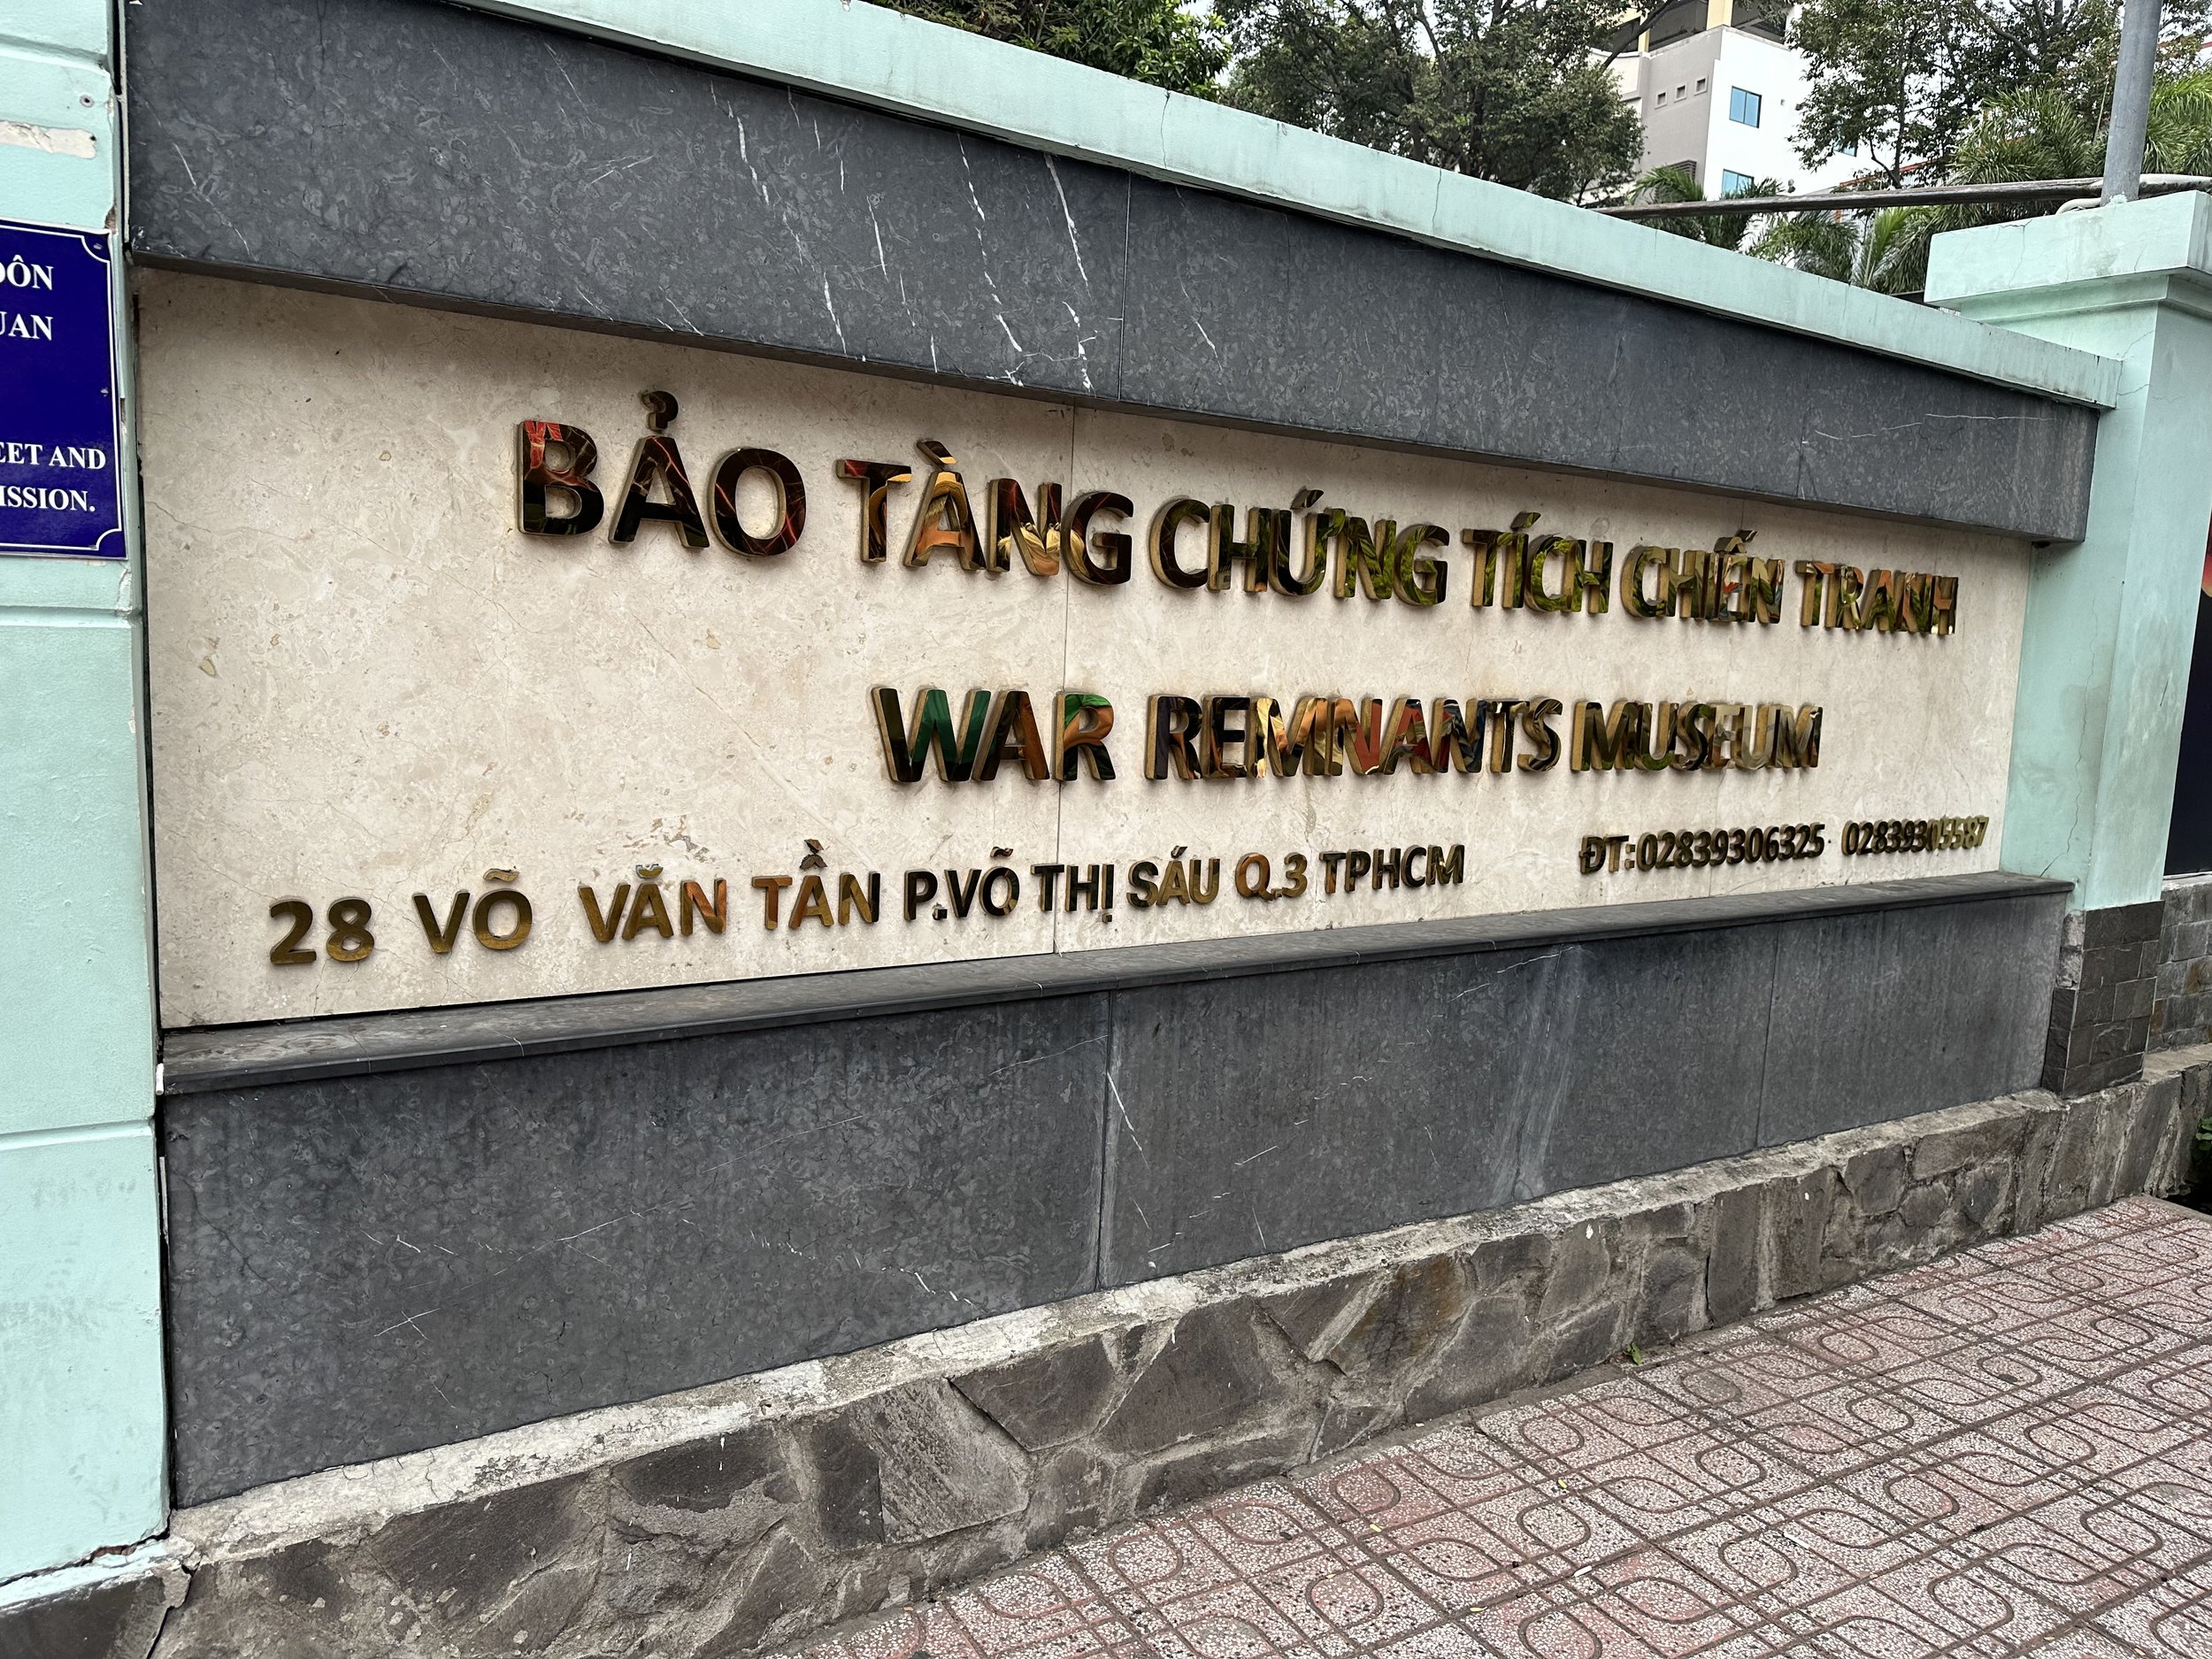 ĐÔN
UAN
EET AND
ISSION.
BẢO TÀNG CHỨNG TÍCH CHIẾN TRANH
WAR REMNANTS MUSEUM
28 VÕ VĂN TẦN P.VÕ THỊ SÁU Q.3 TPHCM ĐT:02839306325 02839305587